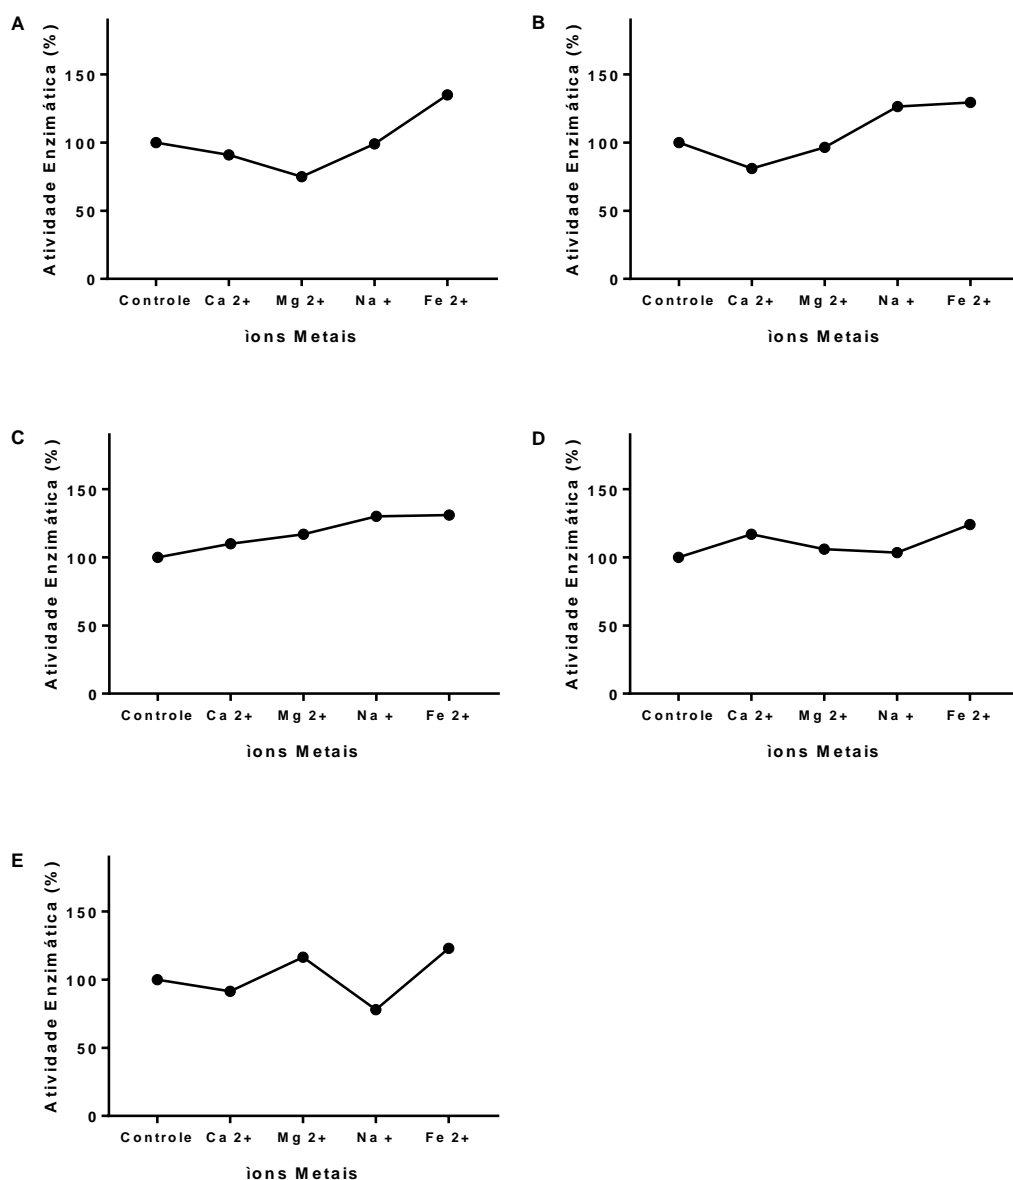 A
Atividade Enzimática (%)
150
100
50
0
Controle Ca 2+ Mg 2+ Na + Fe 2+
ìons Metais
B
Atividade Enzimática (%)
150
100
50
0
Controle Ca 2+ Mg 2+ Na + Fe 2+
ìons Metais
C
Atividade Enzimática (%)
150
100
50
0
Controle Ca 2+ Mg 2+ Na + Fe 2+
ìons Metais
D
Atividade Enzimática (%)
150
100
50
0
Controle Ca 2+ Mg 2+ Na + Fe 2+
ìons Metais
E
Atividade Enzimática (%)
150
100
50
0
Controle Ca 2+ Mg 2+ Na + Fe 2+
ìons Metais